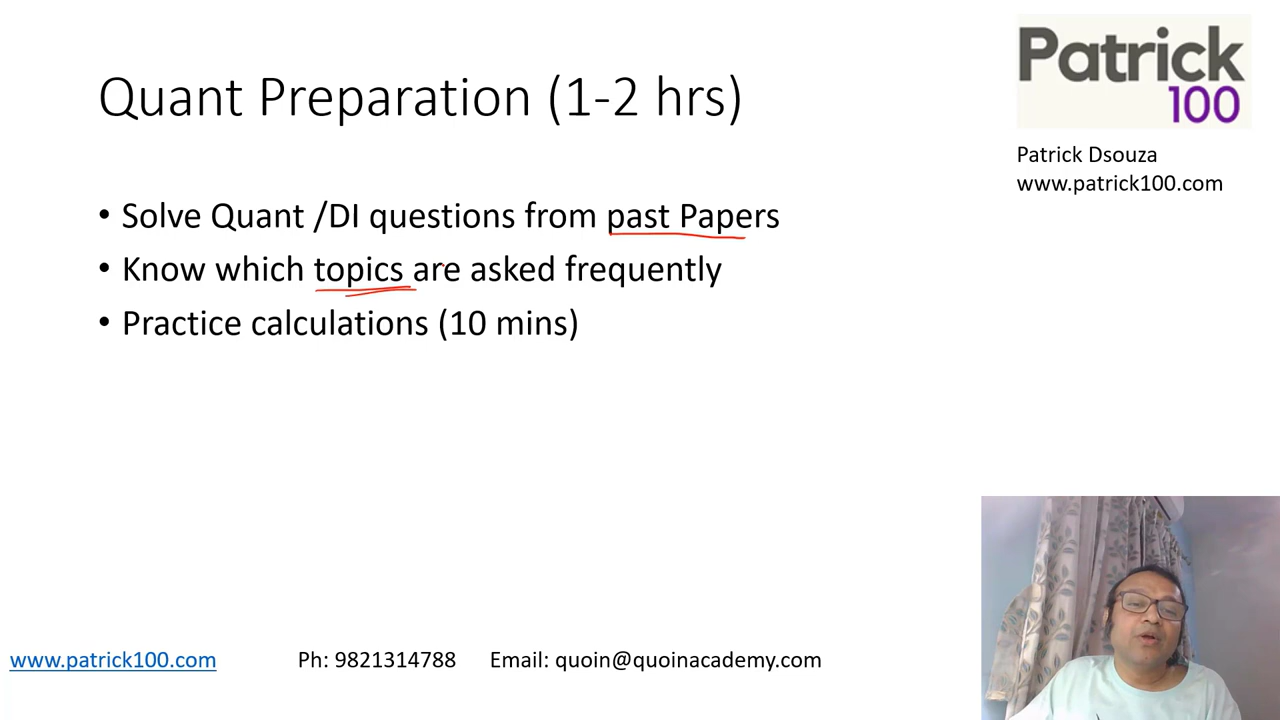 Patrick
100
Quant Preparation (1-2 hrs)
Patrick Dsouza
www.patrick100.com
• Solve Quant /DI questions from past Papers
• Know which topics are asked frequently
• Practice calculations (10 mins)
www.patrick100.com Ph: 9821314788 Email: quoin@quoinacademy.com